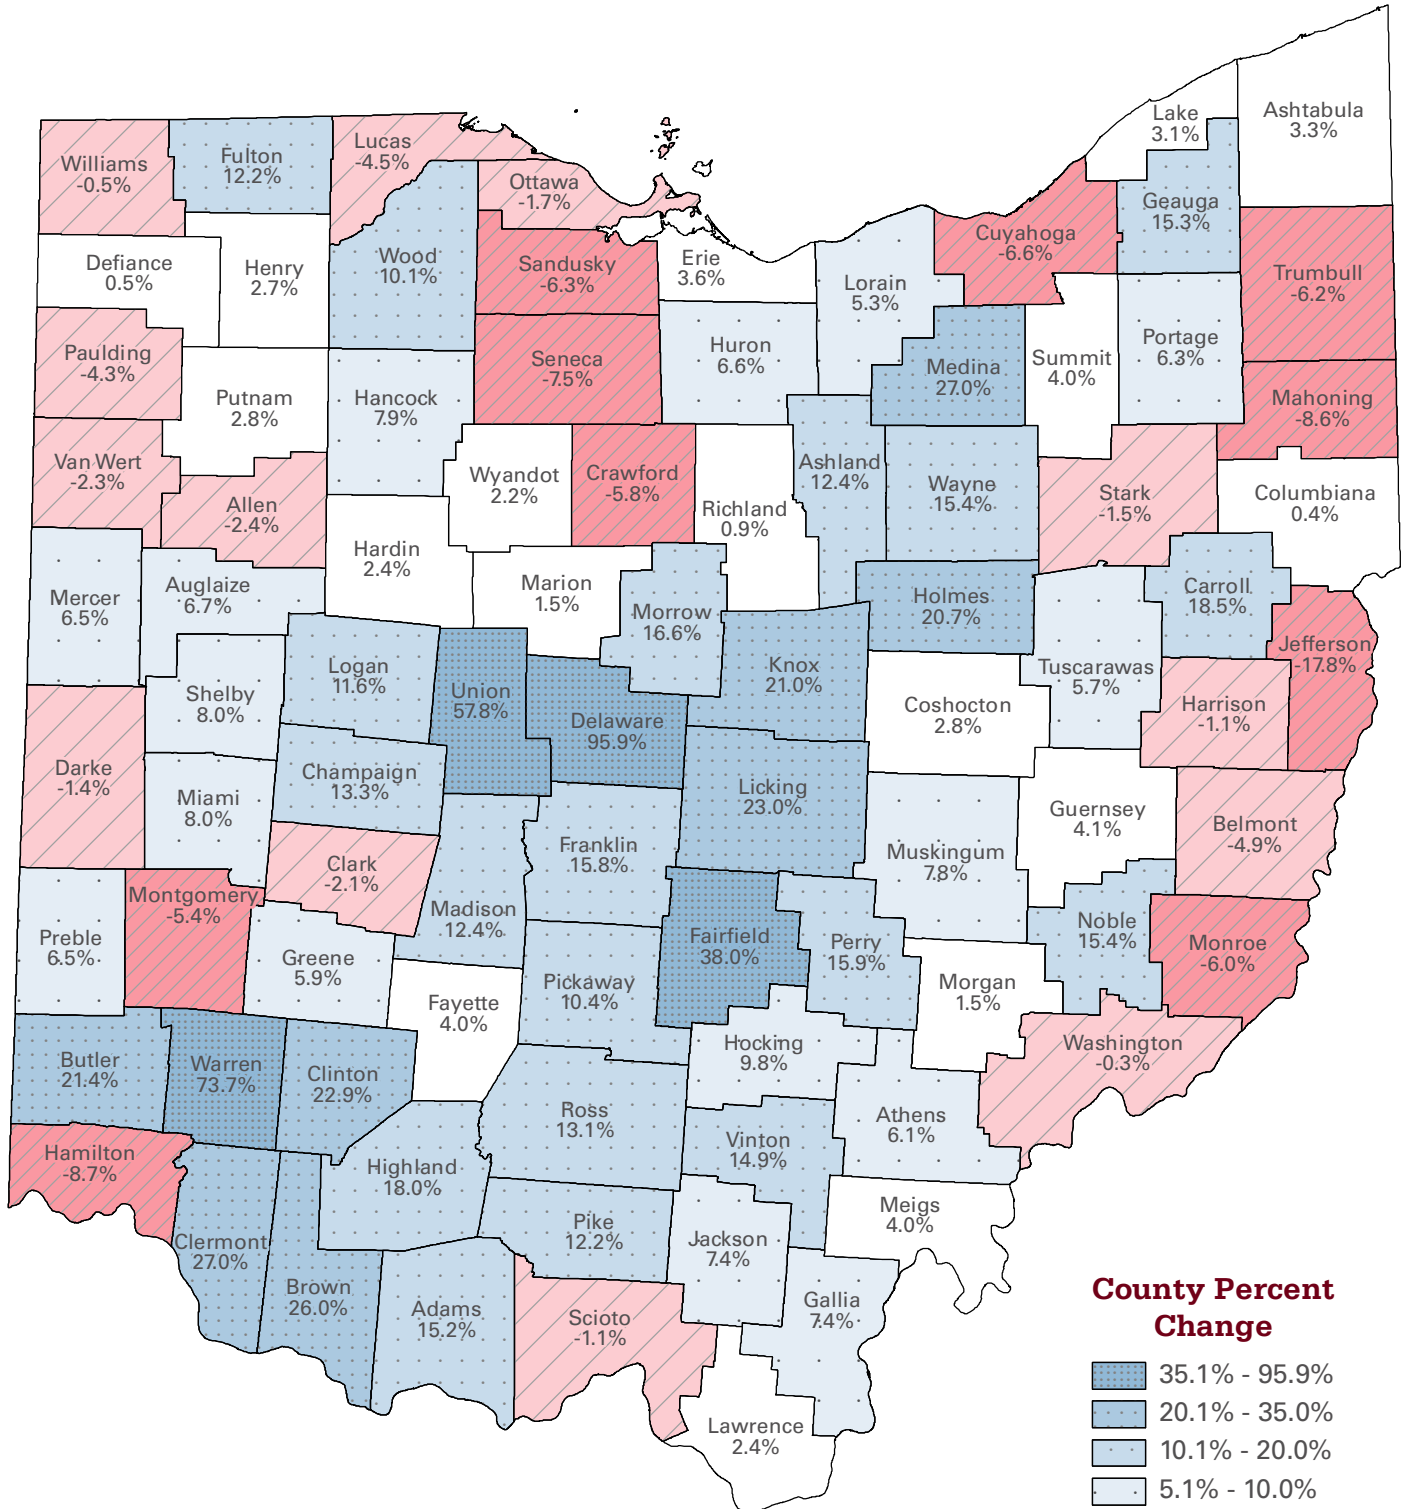 Lake
3.1%
Ashtabula
3.3%
Williams
-0.5%
Fulton
12.2%
Lucas
-4.5%
Ottawa
-1.7%
Geauga
15.3%
Cuyahoga
-6.6%
Defiance
0.5%
Henry
2.7%
Wood
10.1%
Sandusky
-6.3%
Erie
3.6%
Lorain
5.3%
Trumbull
-6.2%
Paulding
-4.3%
Putnam
2.8%
Hancock
7.9%
Seneca
-7.5%
Huron
6.6%
Medina
27.0%
Summit
4.0%
Portage
6.3%
Mahoning
-8.6%
Van Wert
-2.3%
Allen
-2.4%
Wyandot
2.2%
Crawford
-5.8%
Richland
0.9%
Ashland
12.4%
Wayne
15.4%
Stark
-1.5%
Columbiana
0.4%
Hardin
2.4%
Marion
1.5%
Mercer
6.5%
Auglaize
6.7%
Morrow
16.6%
Holmes
20.7%
Carroll
18.5%
Jefferson
-17.8%
Logan
11.6%
Shelby
8.0%
Union
57.8%
Delaware
95.9%
Knox
21.0%
Coshocton
2.8%
Tuscarawas
5.7%
Harrison
-1.1%
Darke
-1.4%
Miami
8.0%
Champaign
13.3%
Licking
23.0%
Guernsey
4.1%
Belmont
-4.9%
Clark
-2.1%
Franklin
15.8%
Muskingum
7.8%
Montgomery
-5.4%
Madison
12.4%
Preble
6.5%
Greene
5.9%
Fairfield
38.0%
Perry
15.9%
Noble
15.4%
Monroe
-6.0%
Fayette
4.0%
Pickaway
10.4%
Morgan
1.5%
Butler
21.4%
Warren
73.7%
Clinton
22.9%
Hocking
9.8%
Washington
-0.3%
Ross
13.1%
Vinton
14.9%
Athens
6.1%
Hamilton
-8.7%
Highland
18.0%
Meigs
4.0%
Clermont
27.0%
Pike
12.2%
Jackson
7.4%
Brown
26.0%
Adams
15.2%
Scioto
-1.1%
Gallia
7.4%
Lawrence
2.4%
County Percent
Change
35.1% - 95.9%
20.1% - 35.0%
10.1% - 20.0%
5.1% - 10.0%